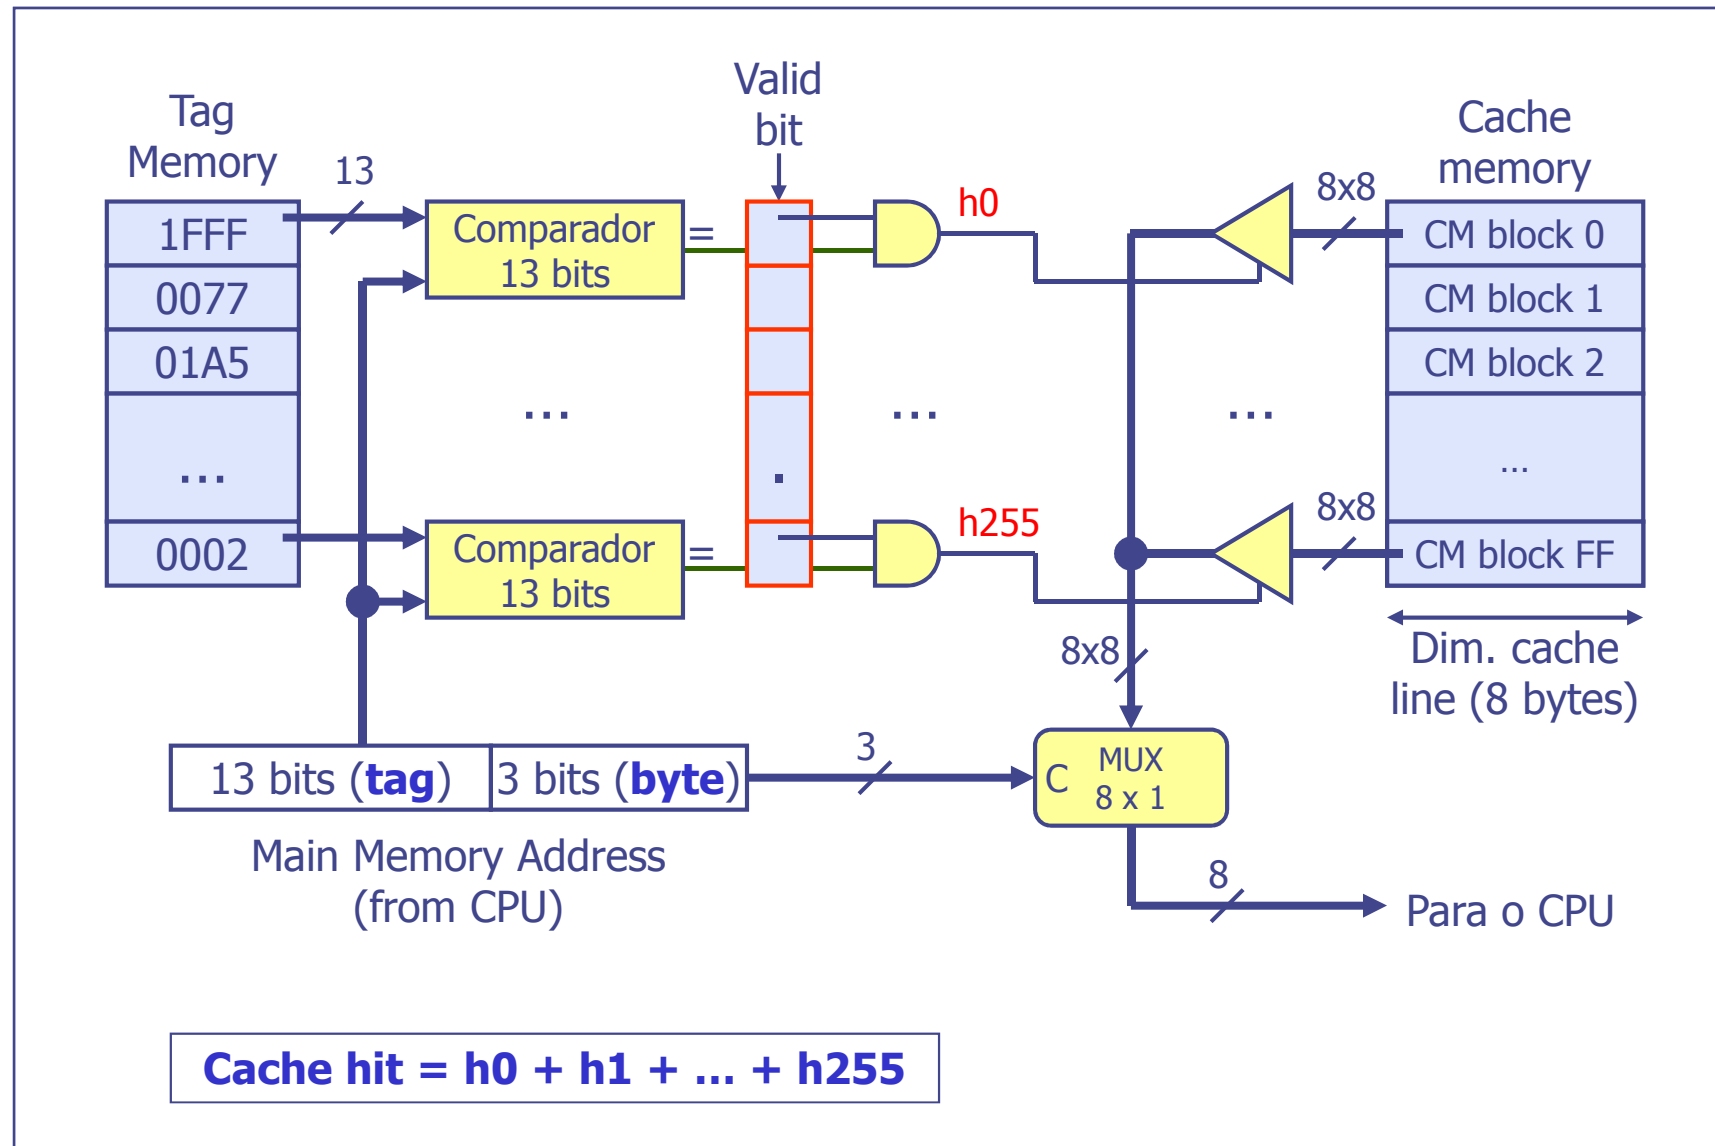 Tag
Memory
13
1FFF
0077
01A5
...
0002
Comparador
13 bits
=
...
Comparador
13 bits
=
Valid
bit
.
h0
...
h255
8x8
...
8x8
Cache
memory
CM block 0
CM block 1
CM block 2
...
CM block FF
Dim. cache
line (8 bytes)
8x8
13 bits (tag)
3 bits (byte)
3
C
MUX
8 x 1
Main Memory Address
(from CPU)
8
Para o CPU
Cache hit = h0 + h1 + ... + h255